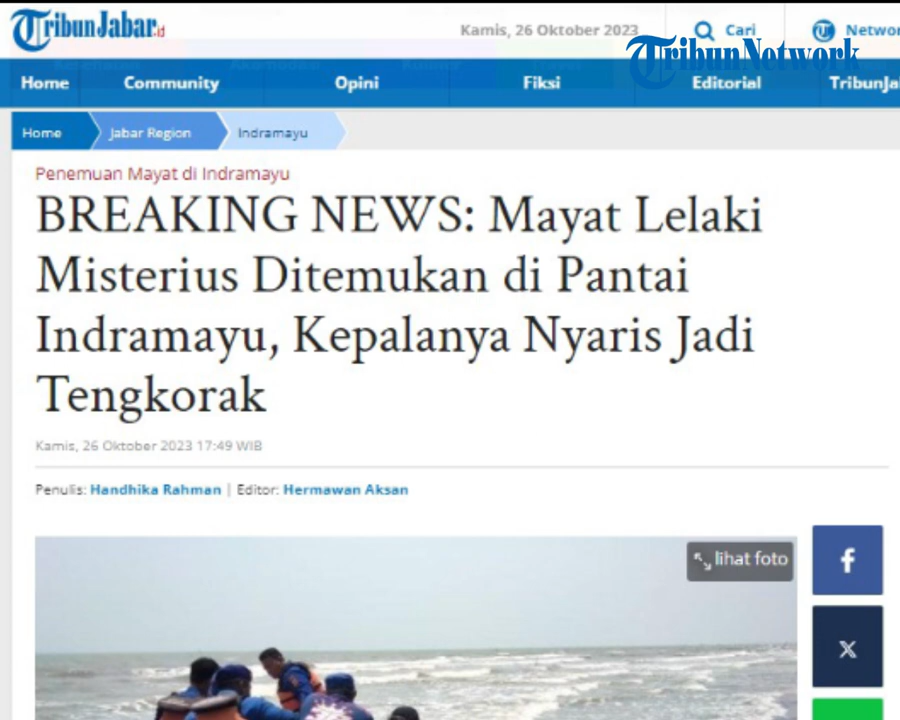 TribunJabar.id
Kamis, 26 Oktober 2023
Cari
Networ
TribunNetwork
Home
Community
Opini
Fiksi
Editorial
TribunJa
Home
Jabar Region
Indramayu
Penemuan Mayat di Indramayu
BREAKING NEWS: Mayat Lelaki
Misterius Ditemukan di Pantai
Indramayu, Kepalanya Nyaris Jadi
Tengkorak
Kamis, 26 Oktober 2023 17:49 WIB
Penulis: Handhika Rahman | Editor: Hermawan Aksan
lihat foto